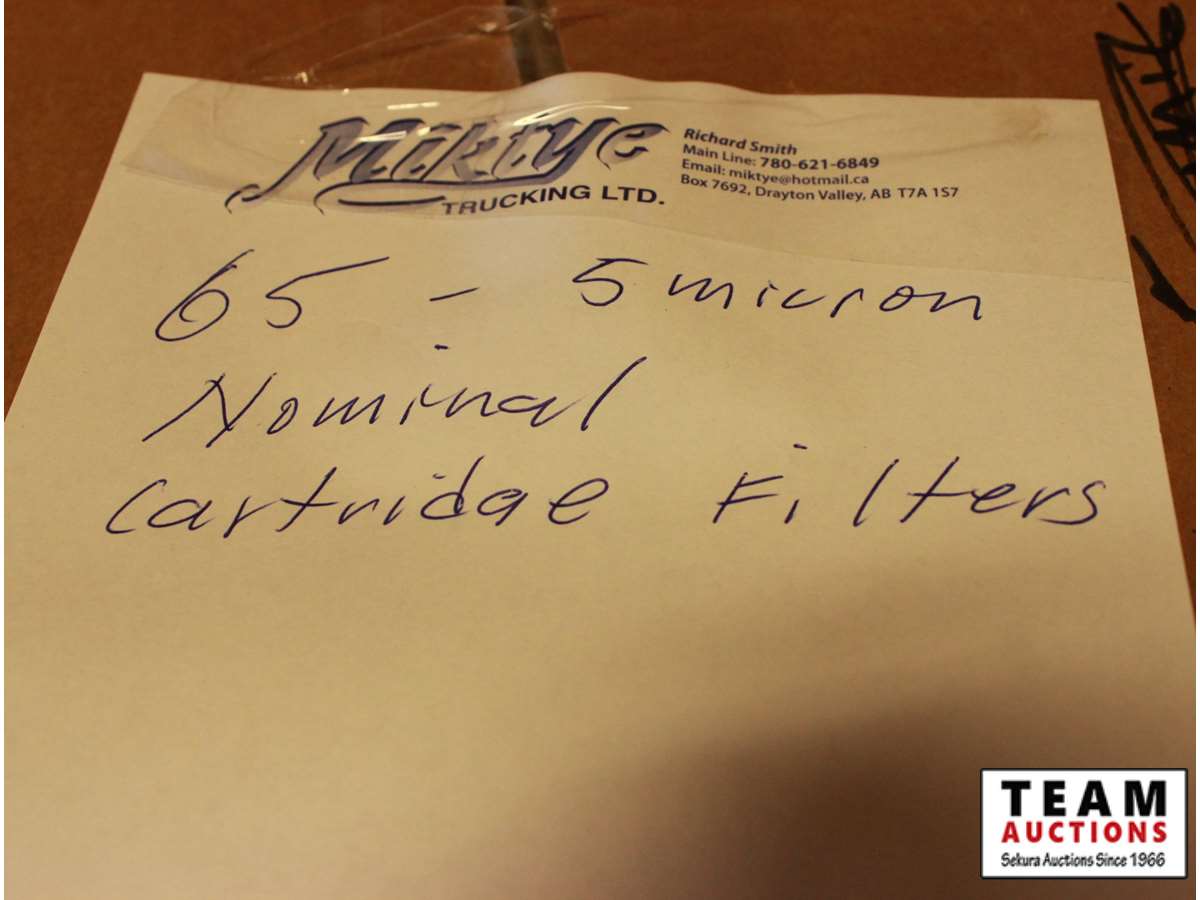 Miktye
TRUCKING LTD.
Richard Smith
Main Line: 780-621-6849
Email: miktye@hotmail.ca
Box 7692, Drayton Valley, AB T7A 1S7
65 - 5 micron
Nominal
Cartridge Filters
TEAM
AUCTIONS
Sekura Auctions Since 1966